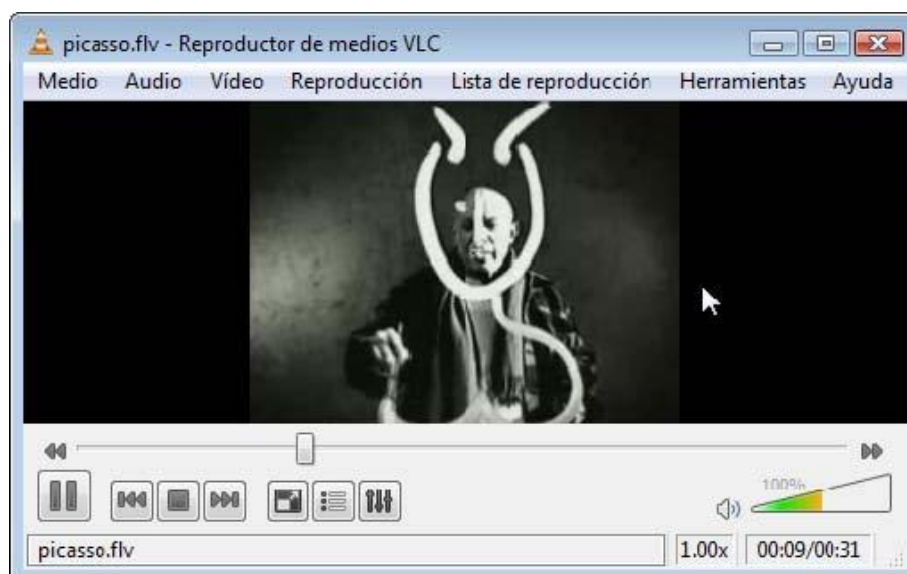 picasso.flv - Reproductor de medios VLC
Medio Audio Vídeo Reproducción Lista de reproducción Herramientas Ayuda
100%
picasso.flv 1.00x 00:09/00:31